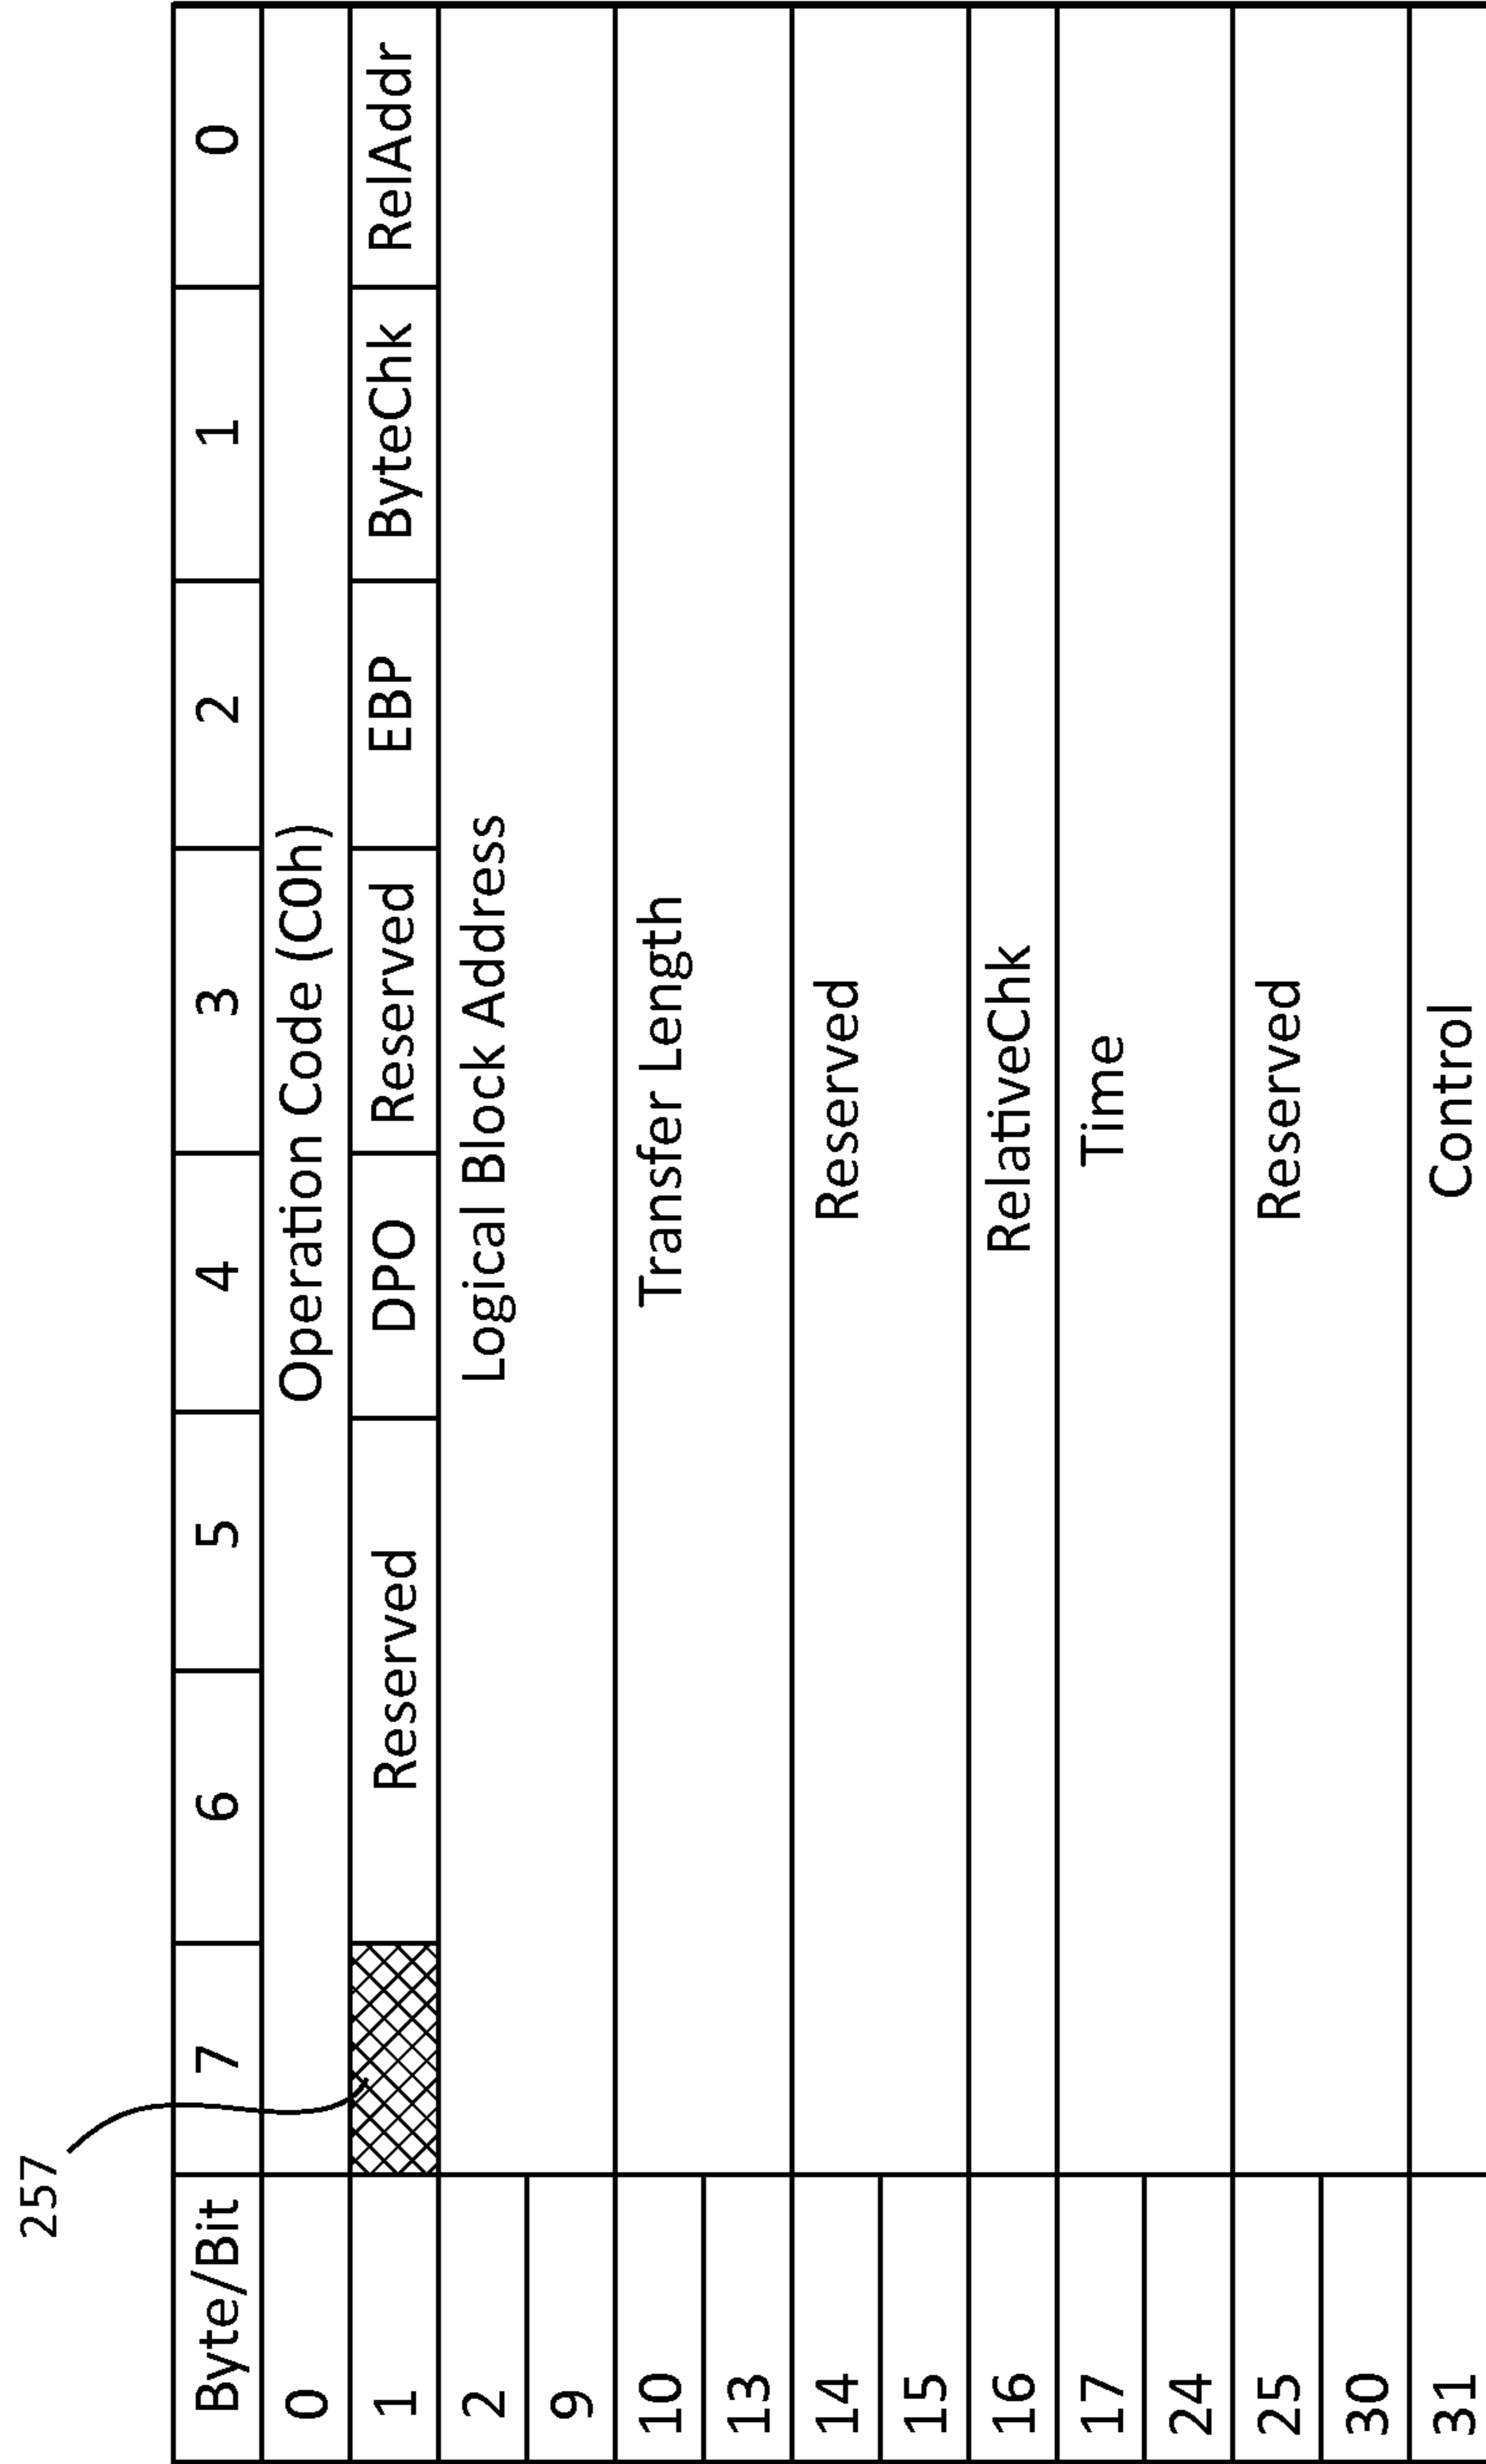 257
Byte/Bit 7 6 5 4 3 2 1 0
0 Operation Code (C0h)
1 Reserved DPO Reserved EBP ByteChk RelAddr
2 Logical Block Address
9
10 Transfer Length
13
14 Reserved
15
16 RelativeChk
17 Time
24
25 Reserved
30
31 Control